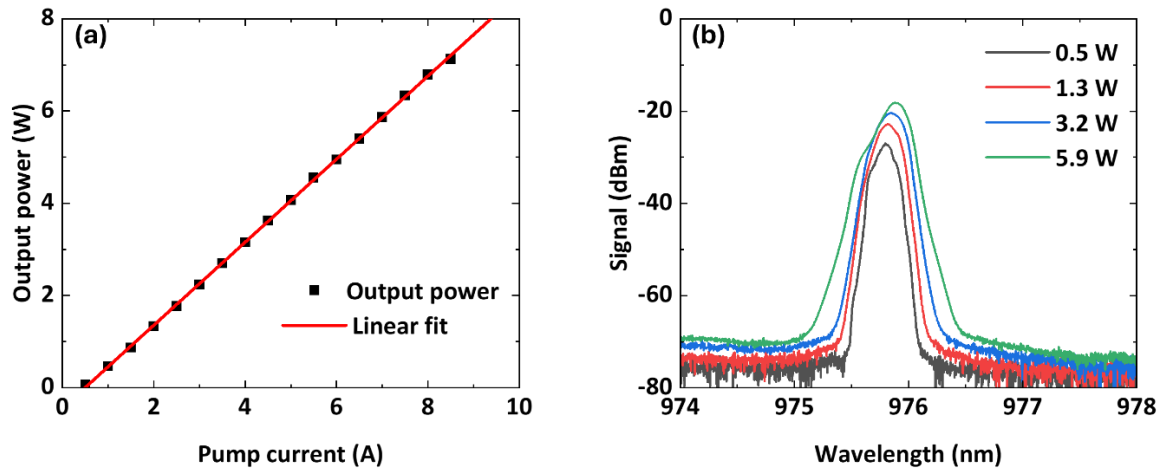 (a)
Output power (W)
8
6
4
2
0
Output power
Linear fit
0 2 4 6 8 10
Pump current (A)
(b)
Signal (dBm)
0
-20
-40
-60
-80
0.5 W
1.3 W
3.2 W
5.9 W
974 975 976 977 978
Wavelength (nm)